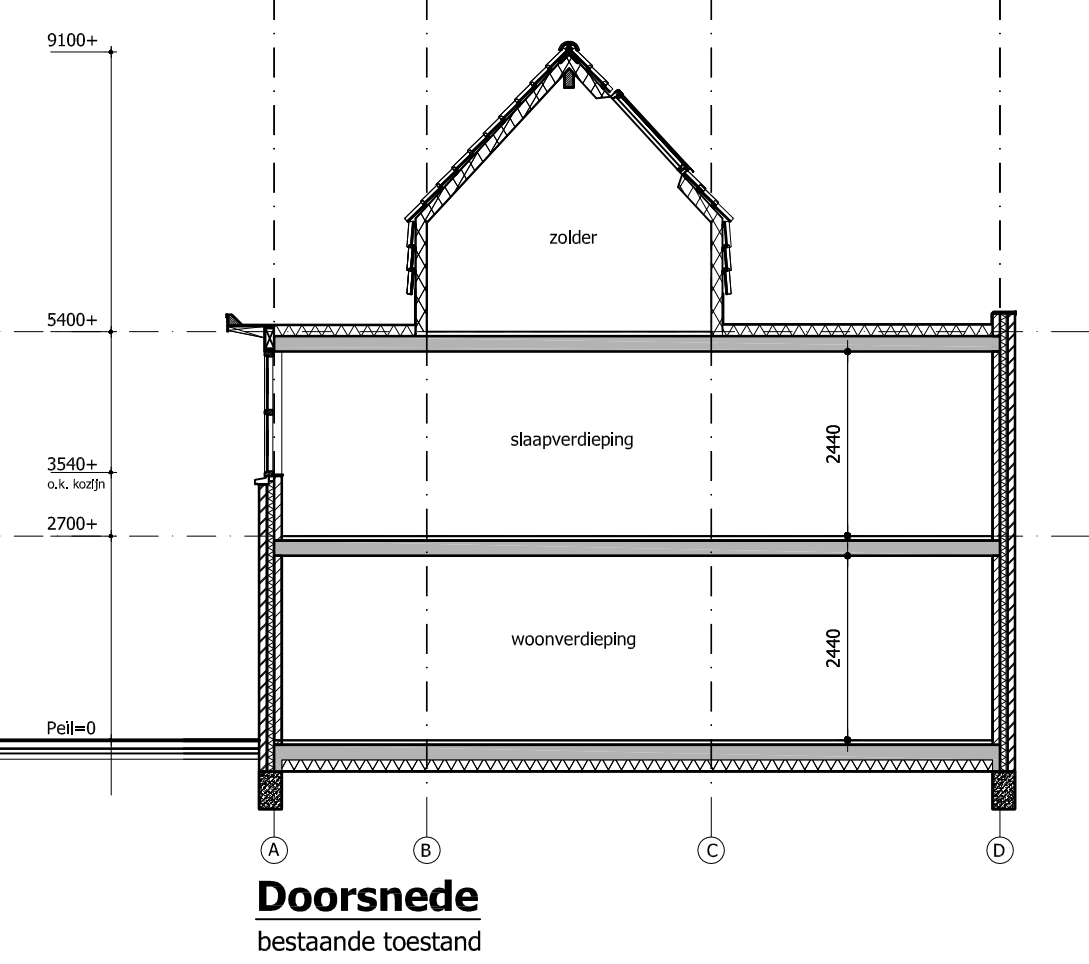 9100+
zolder
5400+
slaapverdieping
2440
3540+
o.k. kozijn
2700+
woonverdieping
2440
Peil=0
A
B
C
D
Doorsnede
bestaande toestand